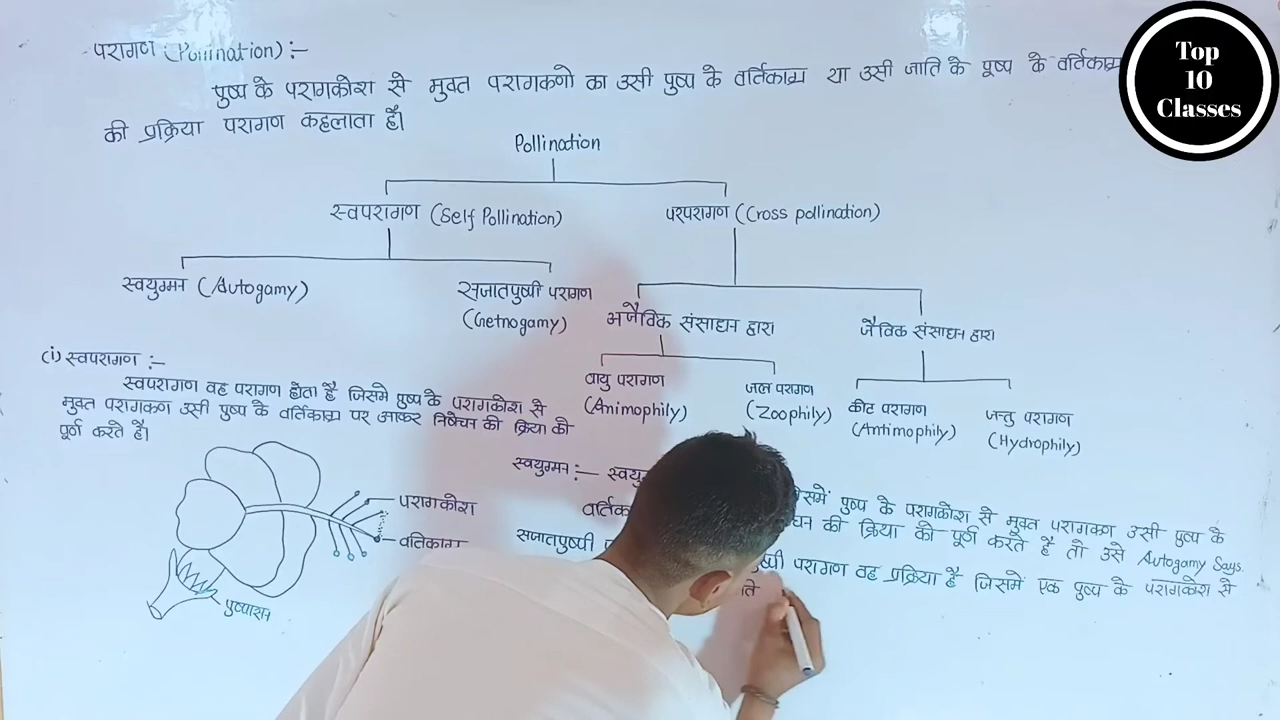 परागण (Pollination) :-
पुष्प के परागकोश से मुक्त परागकणो का उसी पुष्प के वर्तिकाग्र या उसी जाति के पुष्प के वर्तिकाग्र
की प्रक्रिया परागण कहलाता है।
Pollination
स्वपरागण (Self Pollination)
परपरागण (Cross pollination)
स्वयुग्मन (Autogamy)
सजातपुष्पी परागण
(Gietnogamy)
अजैविक संसाधन द्वारा
जैविक संसाधन द्वारा
वायु परागण
(Animophily)
जल परागण
(Zoophily)
कीट परागण
(Antimophily)
जन्तु परागण
(Hydrophily)
(i) स्वपरागण :-
स्वपरागण वह परागण होता है जिसमे पुष्प के परागकोश से
मुक्त परागकण उसी पुष्प के वर्तिकाग्र पर आकर निषेचन की क्रिया को
पूर्ण करते है।
परागकोश
वर्तिकाग्र
पुष्पासन
स्वयुग्मन :- जिसमें पुष्प के परागकोश से मुक्त परागकण उसी पुष्प के
की क्रिया को पूर्ण करते है तो उसे Autogamy Says.
सजातपुष्पी परागण वह प्रक्रिया है जिसमें एक पुष्प के परागकोश से
Top
10
Classes